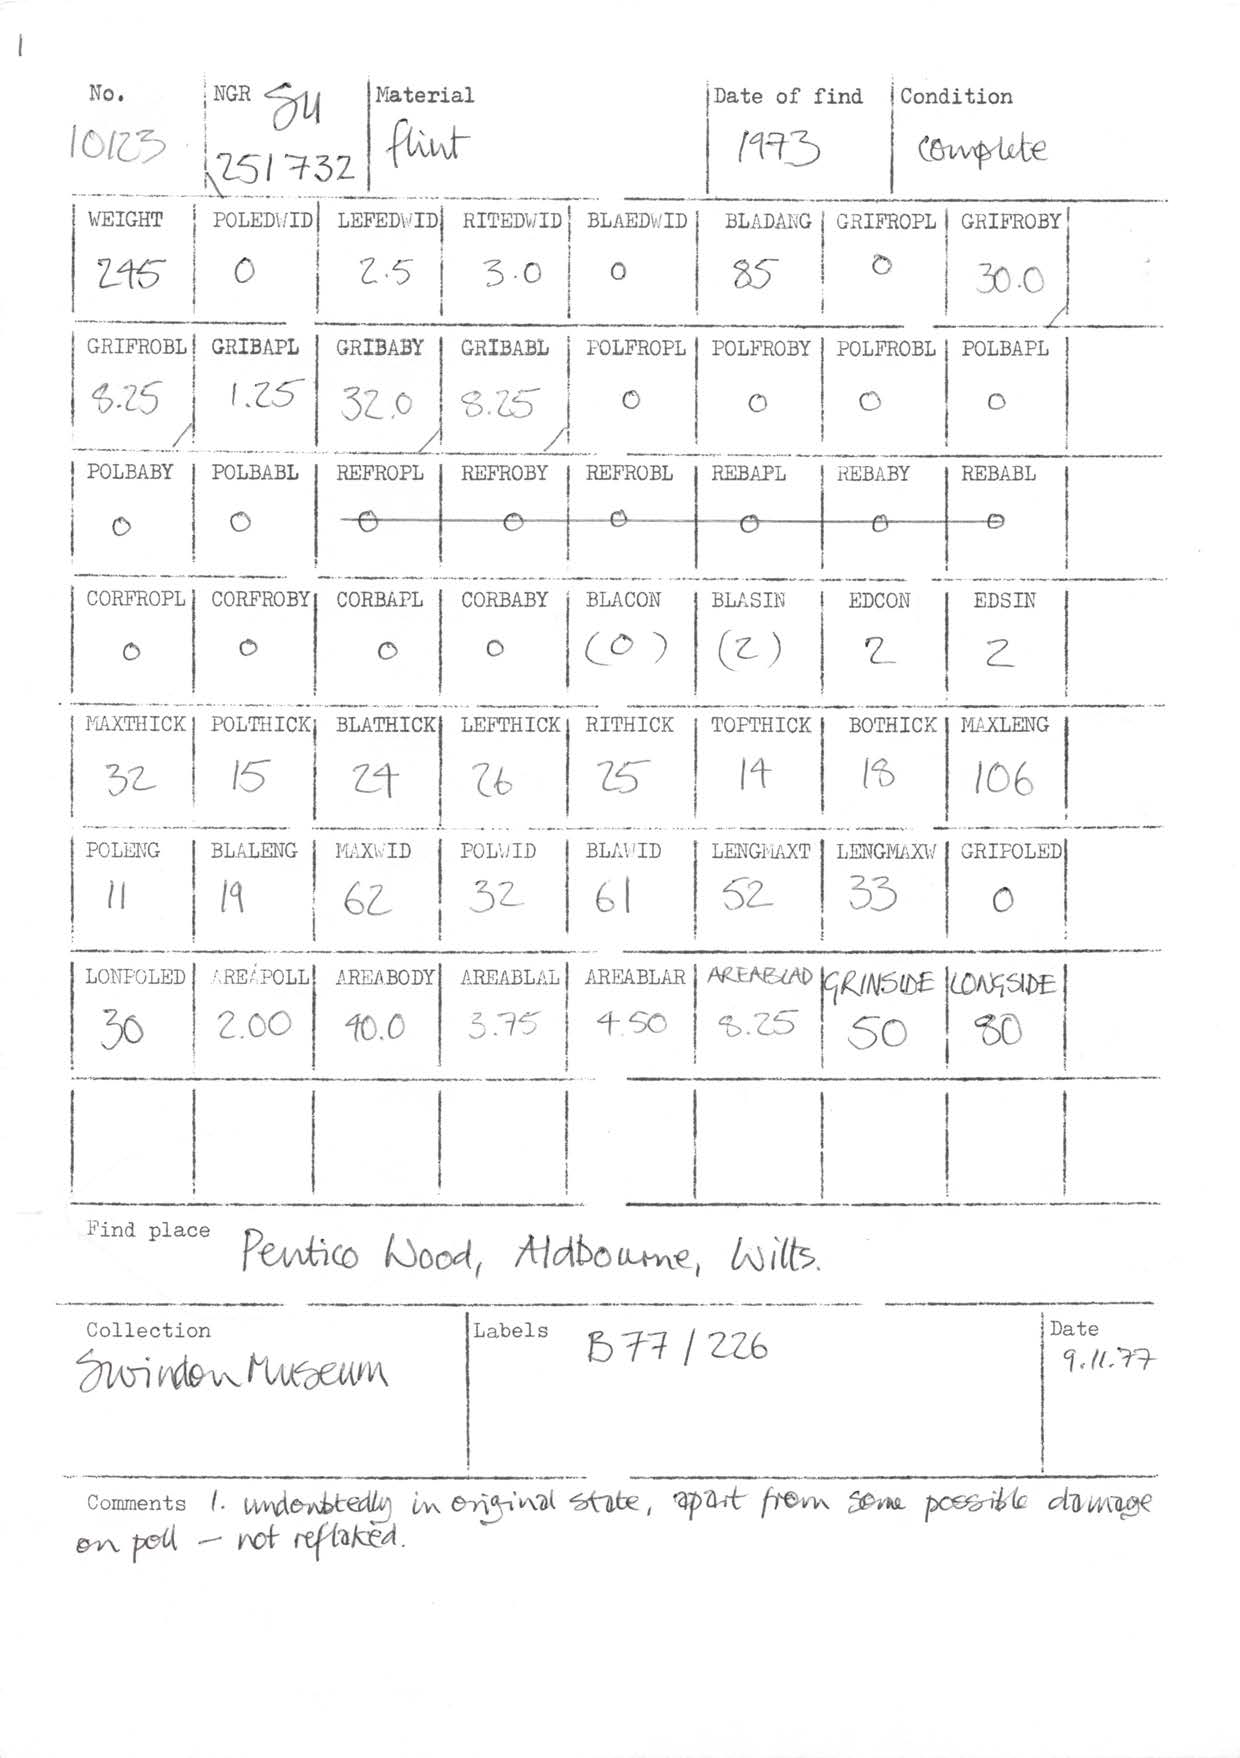 1
No. NGR SU Material Date of find Condition
10123 251732 flint 1973 complete
WEIGHT POLEDWID LEFEDWID RITEDWID BLAEDWID BLADANG GRIFROPL GRIFROBY
245 0 2.5 3.0 0 85 0 30.0
GRIFROBL GRIBAPL GRIBABY GRIBABL POLFROPL POLFROBY POLFROBL POLBAPL
8.25 1.25 32.0 8.25 0 0 0 0
POLBABY POLBABL REFROPL REFROBY REFROBL REBAPL REBABY REBABL
0 0 0 0 0 0 0 0
CORFROPL CORFROBY CORBAPL CORBABY BLACON BLASIN EDCON EDSIN
0 0 0 0 (0) (2) 2 2
MAXTHICK POLTHICK BLATHICK LEFTHICK RITHICK TOPTHICK BOTHICK MAXLENG
32 15 24 26 25 14 18 106
POLENG BLALENG MAXWID POLWID BLAWID LENGMAXT LENGMAXW GRIPOLED
11 19 62 32 61 52 33 0
LONPOLED AREAPOLL AREABODY AREABLAL AREABLAR AREABLAD GRINSIDE LONGSIDE
30 2.00 40.0 3.75 4.50 8.25 50 80
Find place Pentico Wood, Aldbourne, Wilts.
Collection Labels B77/226 Date
Swindon Museum 9.11.77
Comments 1. undoubtedly in original state, apart from some possible damage
on poll – not reflaked.